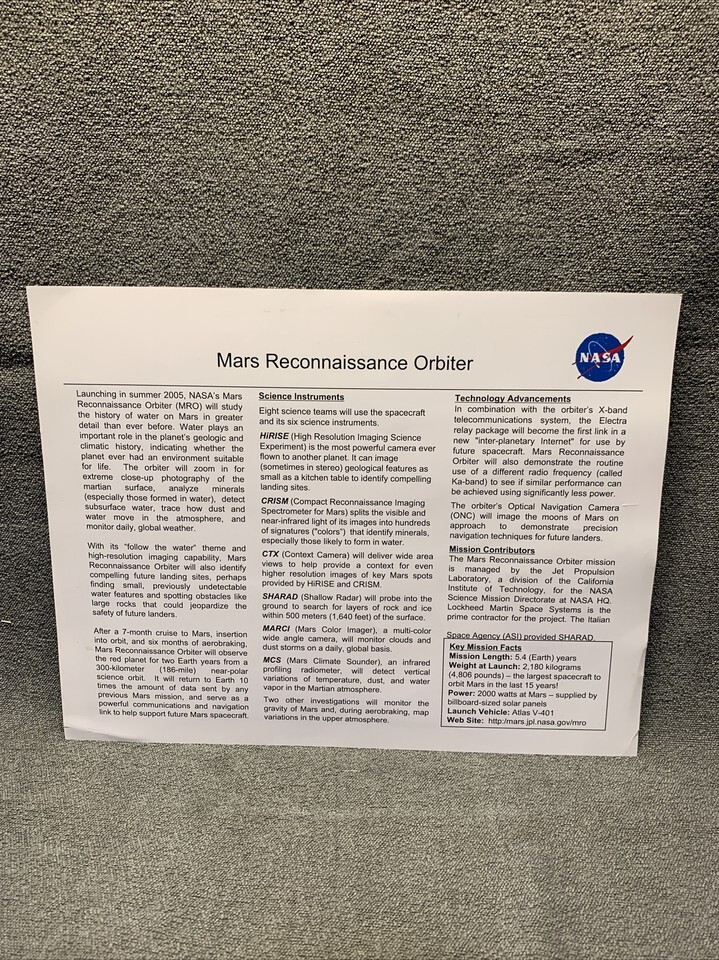 Mars Reconnaissance Orbiter
NASA
Launching in summer 2005, NASA's Mars
Reconnaissance Orbiter (MRO) will study
the history of water on Mars in greater
detail than ever before. Water plays an
important role in the planet's geologic and
climatic history, indicating whether the
planet ever had an environment suitable
for life. The orbiter will zoom in for
extreme close-up photography of the
martian surface, analyze minerals
(especially those formed in water), detect
subsurface water, trace how dust and
water move in the atmosphere, and
monitor daily, global weather.
With its "follow the water" theme and
high-resolution imaging capability, Mars
Reconnaissance Orbiter will also identify
compelling future landing sites, perhaps
finding small, previously undetectable
water features and spotting obstacles like
large rocks that could jeopardize the
safety of future landers.
After a 7-month cruise to Mars, insertion
into orbit, and six months of aerobraking,
Mars Reconnaissance Orbiter will observe
the red planet for two Earth years from a
300-kilometer (186-mile) near-polar
science orbit. It will return to Earth 10
times the amount of data sent by any
previous Mars mission, and serve as a
powerful communications and navigation
link to help support future Mars spacecraft.
Science Instruments
Eight science teams will use the spacecraft
and its six science instruments.
HiRISE (High Resolution Imaging Science
Experiment) is the most powerful camera ever
flown to another planet. It can image
(sometimes in stereo) geological features as
small as a kitchen table to identify compelling
landing sites.
CRISM (Compact Reconnaissance Imaging
Spectrometer for Mars) splits the visible and
near-infrared light of its images into hundreds
of signatures ("colors") that identify minerals,
especially those likely to form in water.
CTX (Context Camera) will deliver wide area
views to help provide a context for even
higher resolution images of key Mars spots
provided by HiRISE and CRISM.
SHARAD (Shallow Radar) will probe into the
ground to search for layers of rock and ice
within 500 meters (1,640 feet) of the surface.
MARCI (Mars Color Imager), a multi-color
wide angle camera, will monitor clouds and
dust storms on a daily, global basis.
MCS (Mars Climate Sounder), an infrared
profiling radiometer, will detect vertical
variations of temperature, dust, and water
vapor in the Martian atmosphere.
Two other investigations will monitor the
gravity of Mars and, during aerobraking, map
variations in the upper atmosphere.
Technology Advancements
In combination with the orbiter's X-band
telecommunications system, the Electra
relay package will become the first link in a
new "inter-planetary Internet" for use by
future spacecraft. Mars Reconnaissance
Orbiter will also demonstrate the routine
use of a different radio frequency (called
Ka-band) to see if similar performance can
be achieved using significantly less power.
The orbiter's Optical Navigation Camera
(ONC) will image the moons of Mars on
approach to demonstrate precision
navigation techniques for future landers.
Mission Contributors
The Mars Reconnaissance Orbiter mission
is managed by the Jet Propulsion
Laboratory, a division of the California
Institute of Technology, for the NASA
Science Mission Directorate at NASA HQ.
Lockheed Martin Space Systems is the
prime contractor for the project. The Italian
Space Agency (ASI) provided SHARAD.
Key Mission Facts
Mission Length: 5.4 (Earth) years
Weight at Launch: 2,180 kilograms
(4,806 pounds) – the largest spacecraft to
orbit Mars in the last 15 years!
Power: 2000 watts at Mars – supplied by
billboard-sized solar panels
Launch Vehicle: Atlas V-401
Web Site: http:/mars.jpl.nasa.gov/mro